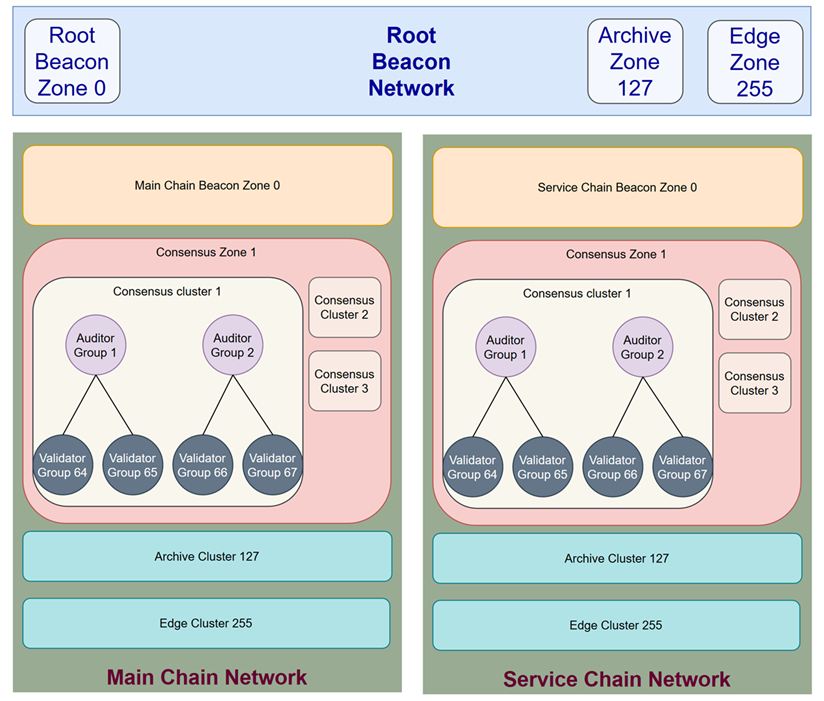 Root
Beacon
Zone 0
Root
Beacon
Network
Archive
Zone
127
Edge
Zone
255
Main Chain Beacon Zone 0
Consensus Zone 1
Consensus cluster 1
Consensus
Cluster 2
Consensus
Cluster 3
Auditor
Group 1
Auditor
Group 2
Validator
Group 64
Validator
Group 65
Validator
Group 66
Validator
Group 67
Archive Cluster 127
Edge Cluster 255
Main Chain Network
Service Chain Beacon Zone 0
Consensus Zone 1
Consensus cluster 1
Consensus
Cluster 2
Consensus
Cluster 3
Auditor
Group 1
Auditor
Group 2
Validator
Group 64
Validator
Group 65
Validator
Group 66
Validator
Group 67
Archive Cluster 127
Edge Cluster 255
Service Chain Network